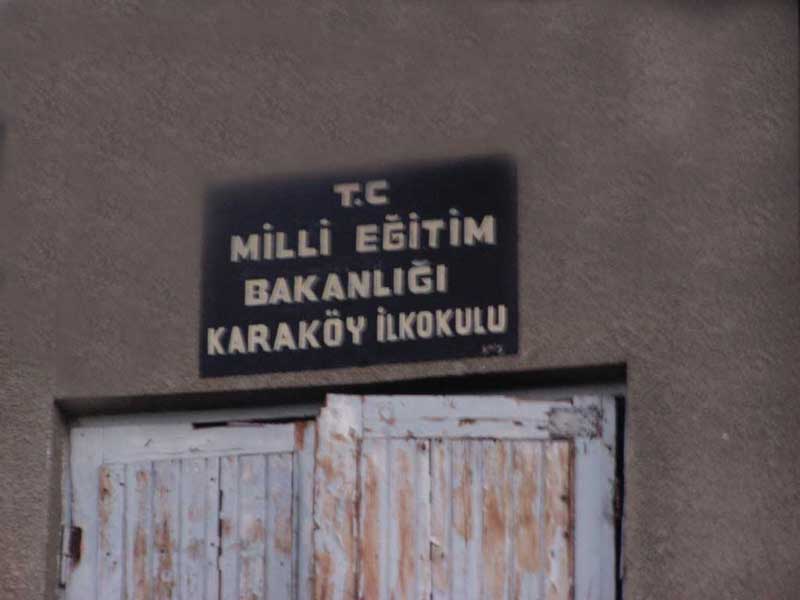 T.C
MİLLİ EĞİTİM
BAKANLIĞI
KARAKÖY İLKOKULU